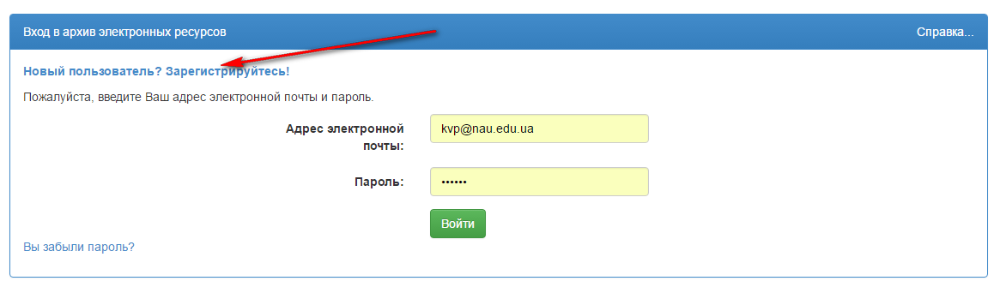 Вход в архив электронных ресурсов Справка...
Новый пользователь? Зарегистрируйтесь!
Пожалуйста, введите Ваш адрес электронной почты и пароль.
Адрес электронной kvp@nau.edu.ua
почты:
Пароль: ••••••
Войти
Вы забыли пароль?